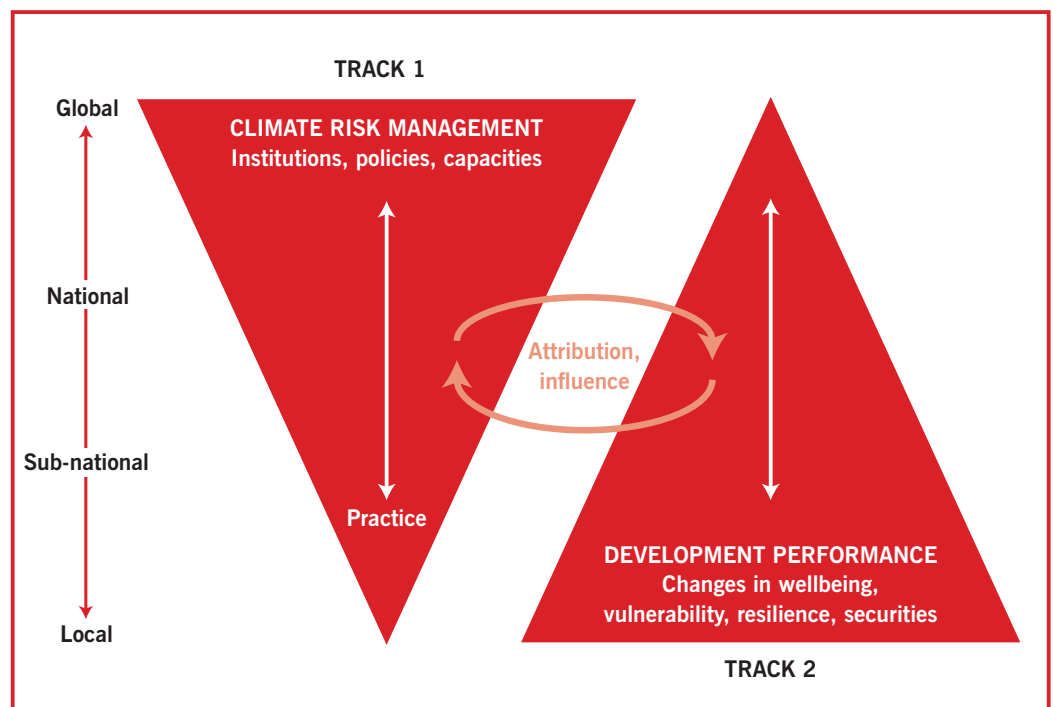 TRACK 1
Global
National
Sub-national
Local
CLIMATE RISK MANAGEMENT
Institutions, policies, capacities
Practice
Attribution,
influence
DEVELOPMENT PERFORMANCE
Changes in wellbeing,
vulnerability, resilience, securities
TRACK 2